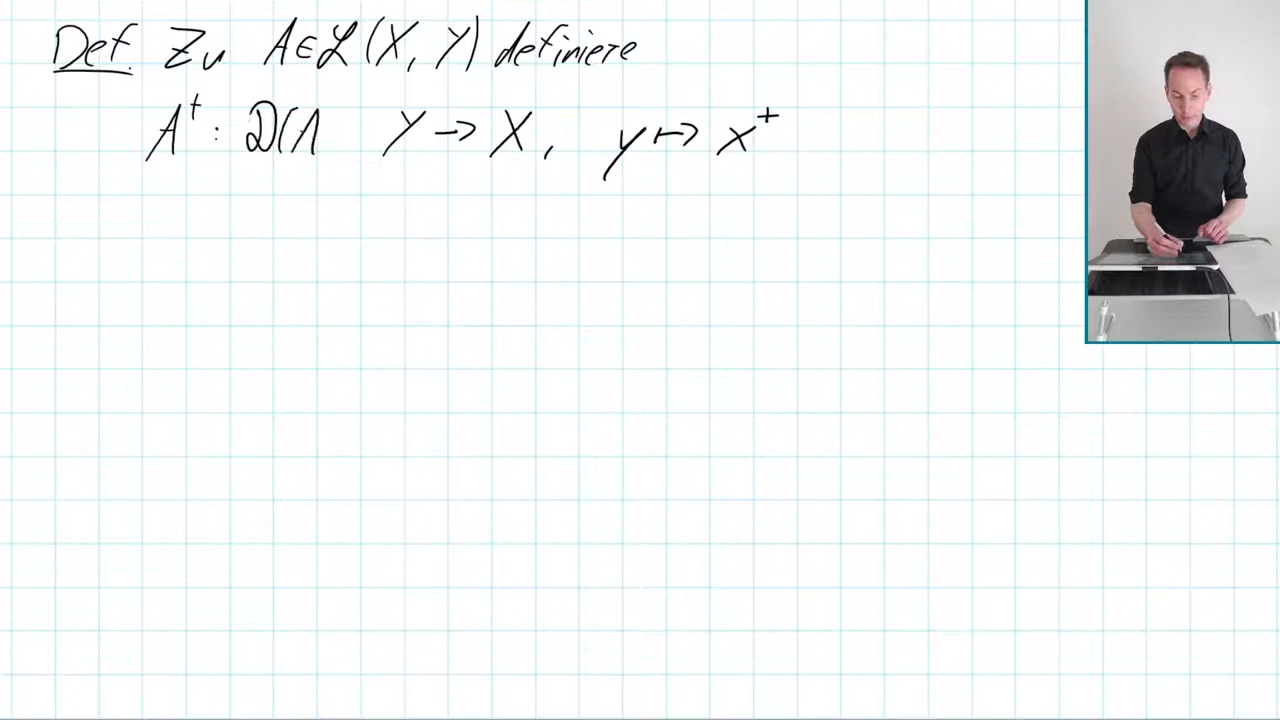 Def. Zu A∈ℒ(X, Y) definiere
A⁺ : 𝒟(A Y → X, y ↦ x⁺